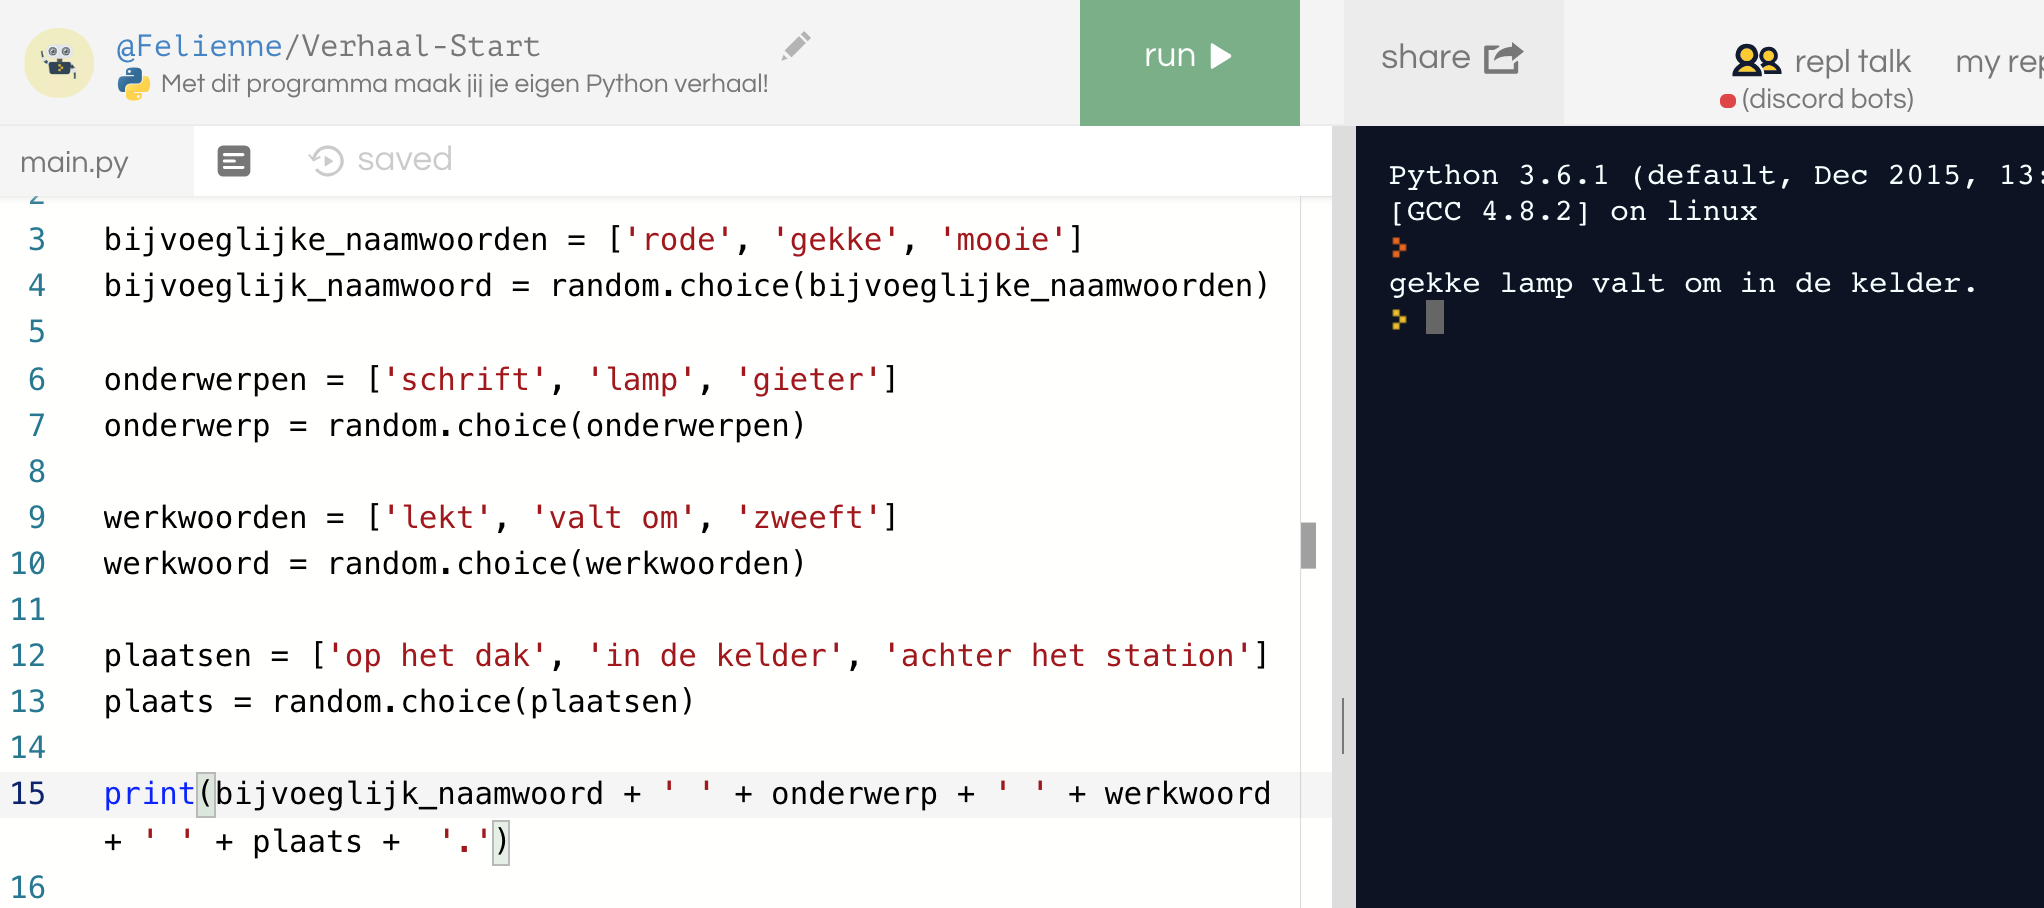 @Felienne/Verhaal-Start
Met dit programma maak jij je eigen Python verhaal!
run
share
repl talk
(discord bots)
my
main.py
saved
3 bijvoeglijke_naamwoorden = ['rode', 'gekke', 'mooie']
4 bijvoeglijk_naamwoord = random.choice(bijvoeglijke_naamwoorden)
5
6 onderwerpen = ['schrift', 'lamp', 'gieter']
7 onderwerp = random.choice(onderwerpen)
8
9 werkwoorden = ['lekt', 'valt om', 'zweeft']
10 werkwoord = random.choice(werkwoorden)
11
12 plaatsen = ['op het dak', 'in de kelder', 'achter het station']
13 plaats = random.choice(plaatsen)
14
15 print(bijvoeglijk_naamwoord + ' ' + onderwerp + ' ' + werkwoord
+ ' ' + plaats +  '.')
16
Python 3.6.1 (default, Dec 2015, 13:
[GCC 4.8.2] on linux
gekke lamp valt om in de kelder.